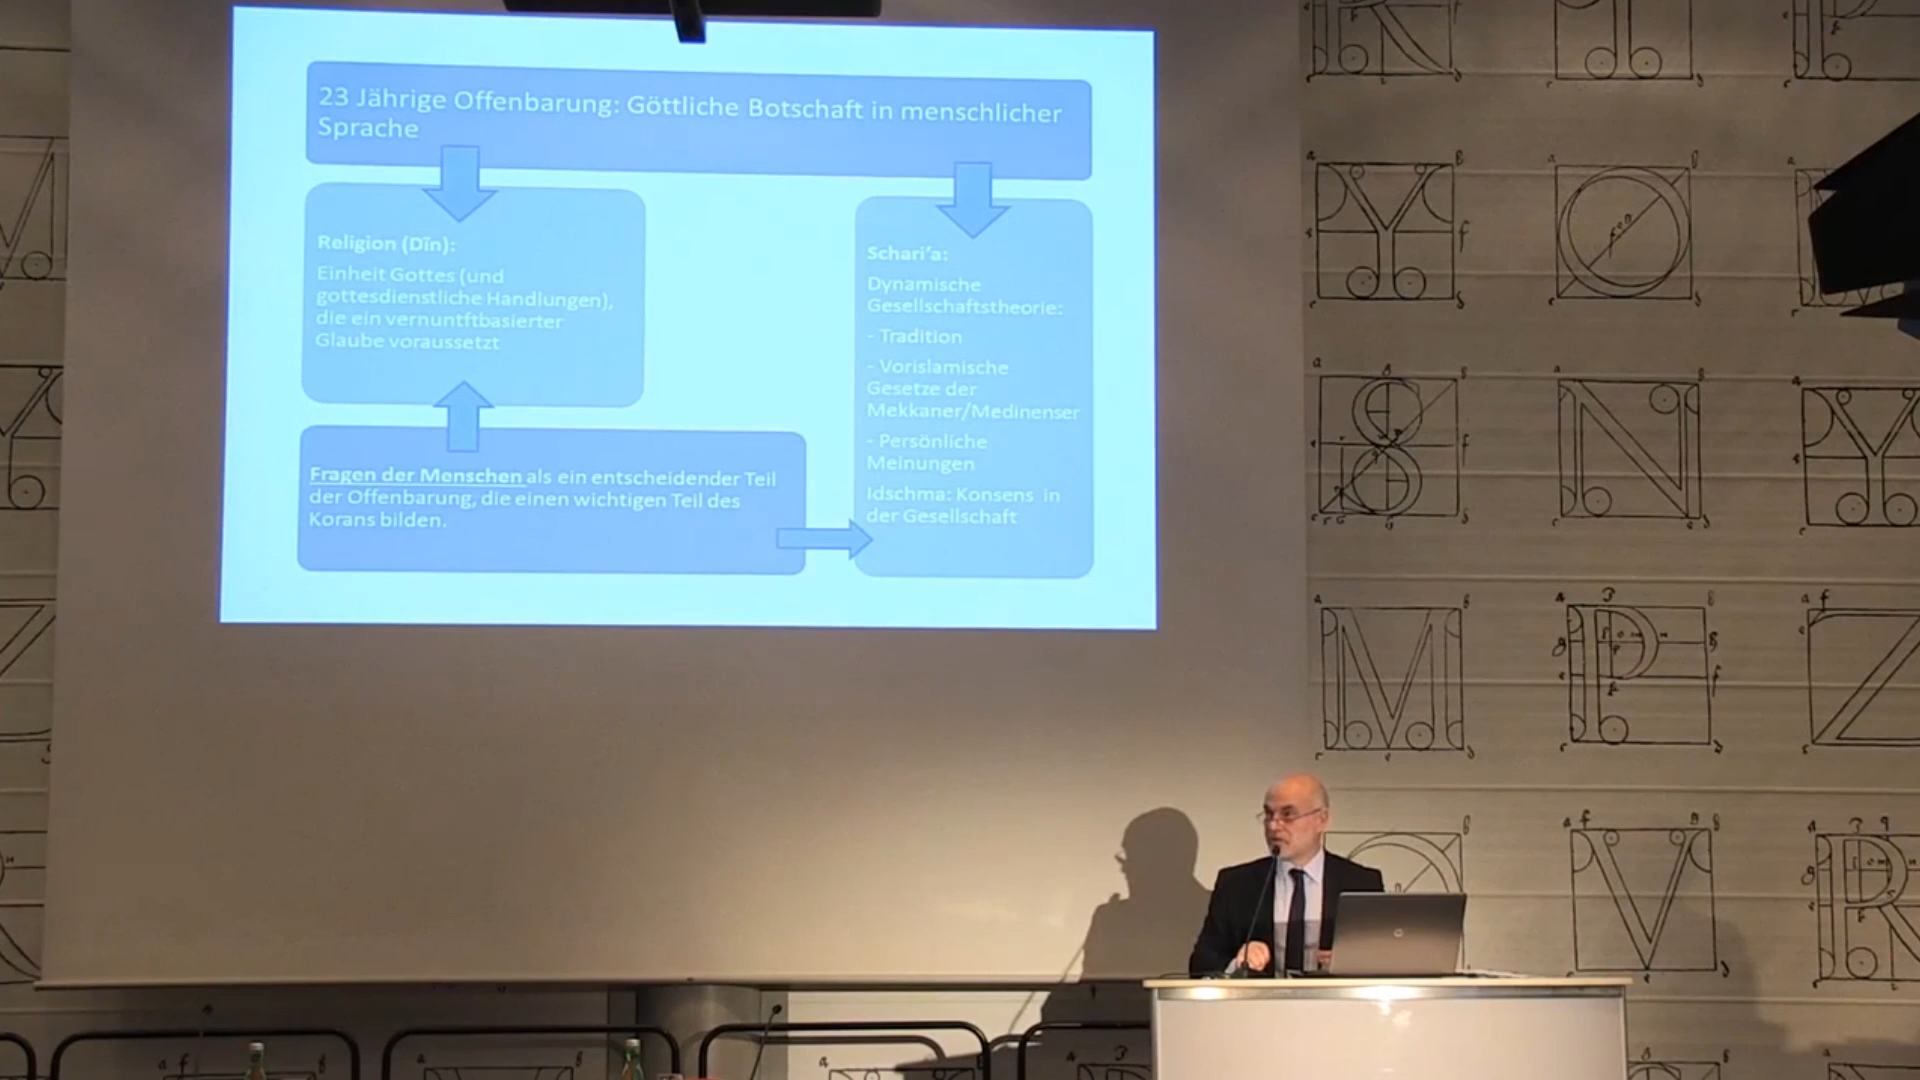 23 Jährige Offenbarung: Göttliche Botschaft in menschlicher
Sprache
Religion (Dīn):
Einheit Gottes (und
gottesdienstliche Handlungen),
die ein vernuntftbasierter
Glaube voraussetzt
Fragen der Menschen als ein entscheidender Teil
der Offenbarung, die einen wichtigen Teil des
Korans bilden.
Schari'a:
Dynamische
Gesellschaftstheorie:
- Tradition
- Vorislamische
Gesetze der
Mekkaner/Medinenser
- Persönliche
Meinungen
Idschma: Konsens in
der Gesellschaft
Y
O
S
N
Y
M
P
Z
V
R